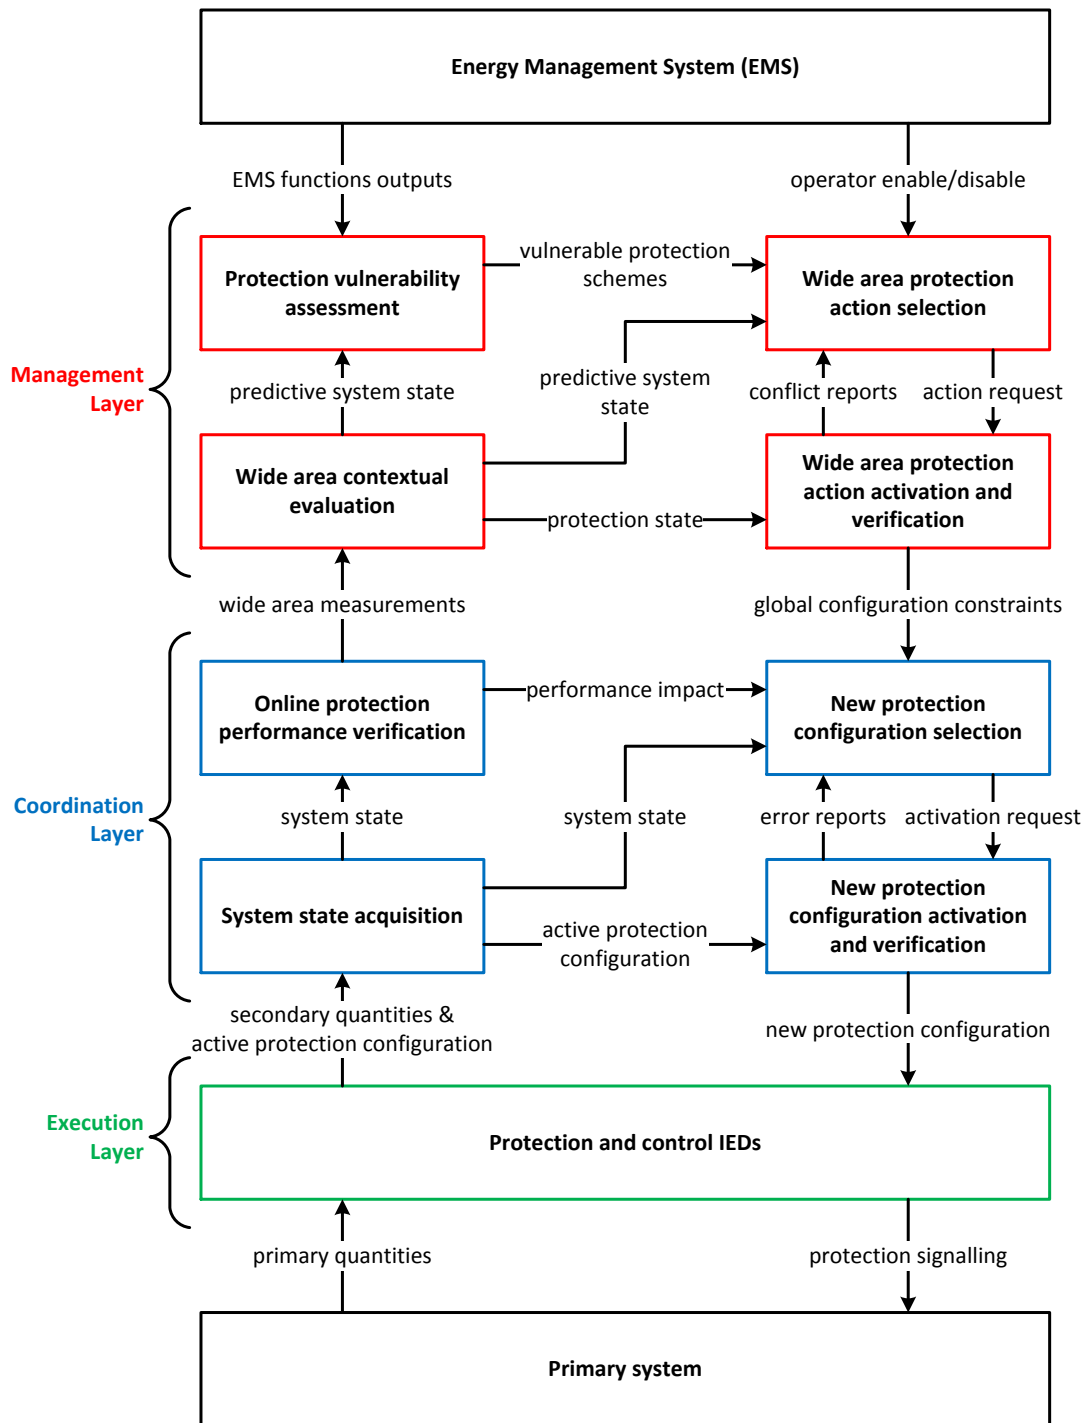 Energy Management System (EMS)
EMS functions outputs
operator enable/disable
Protection vulnerability
assessment
vulnerable protection
schemes
Wide area protection
action selection
Management
Layer
predictive system state
predictive system
state
conflict reports
action request
Wide area contextual
evaluation
protection state
Wide area protection
action activation and
verification
wide area measurements
global configuration constraints
Online protection
performance verification
performance impact
New protection
configuration selection
Coordination
Layer
system state
system state
error reports
activation request
System state acquisition
active protection
configuration
New protection
configuration activation
and verification
secondary quantities &
active protection configuration
new protection configuration
Execution
Layer
Protection and control IEDs
primary quantities
protection signalling
Primary system